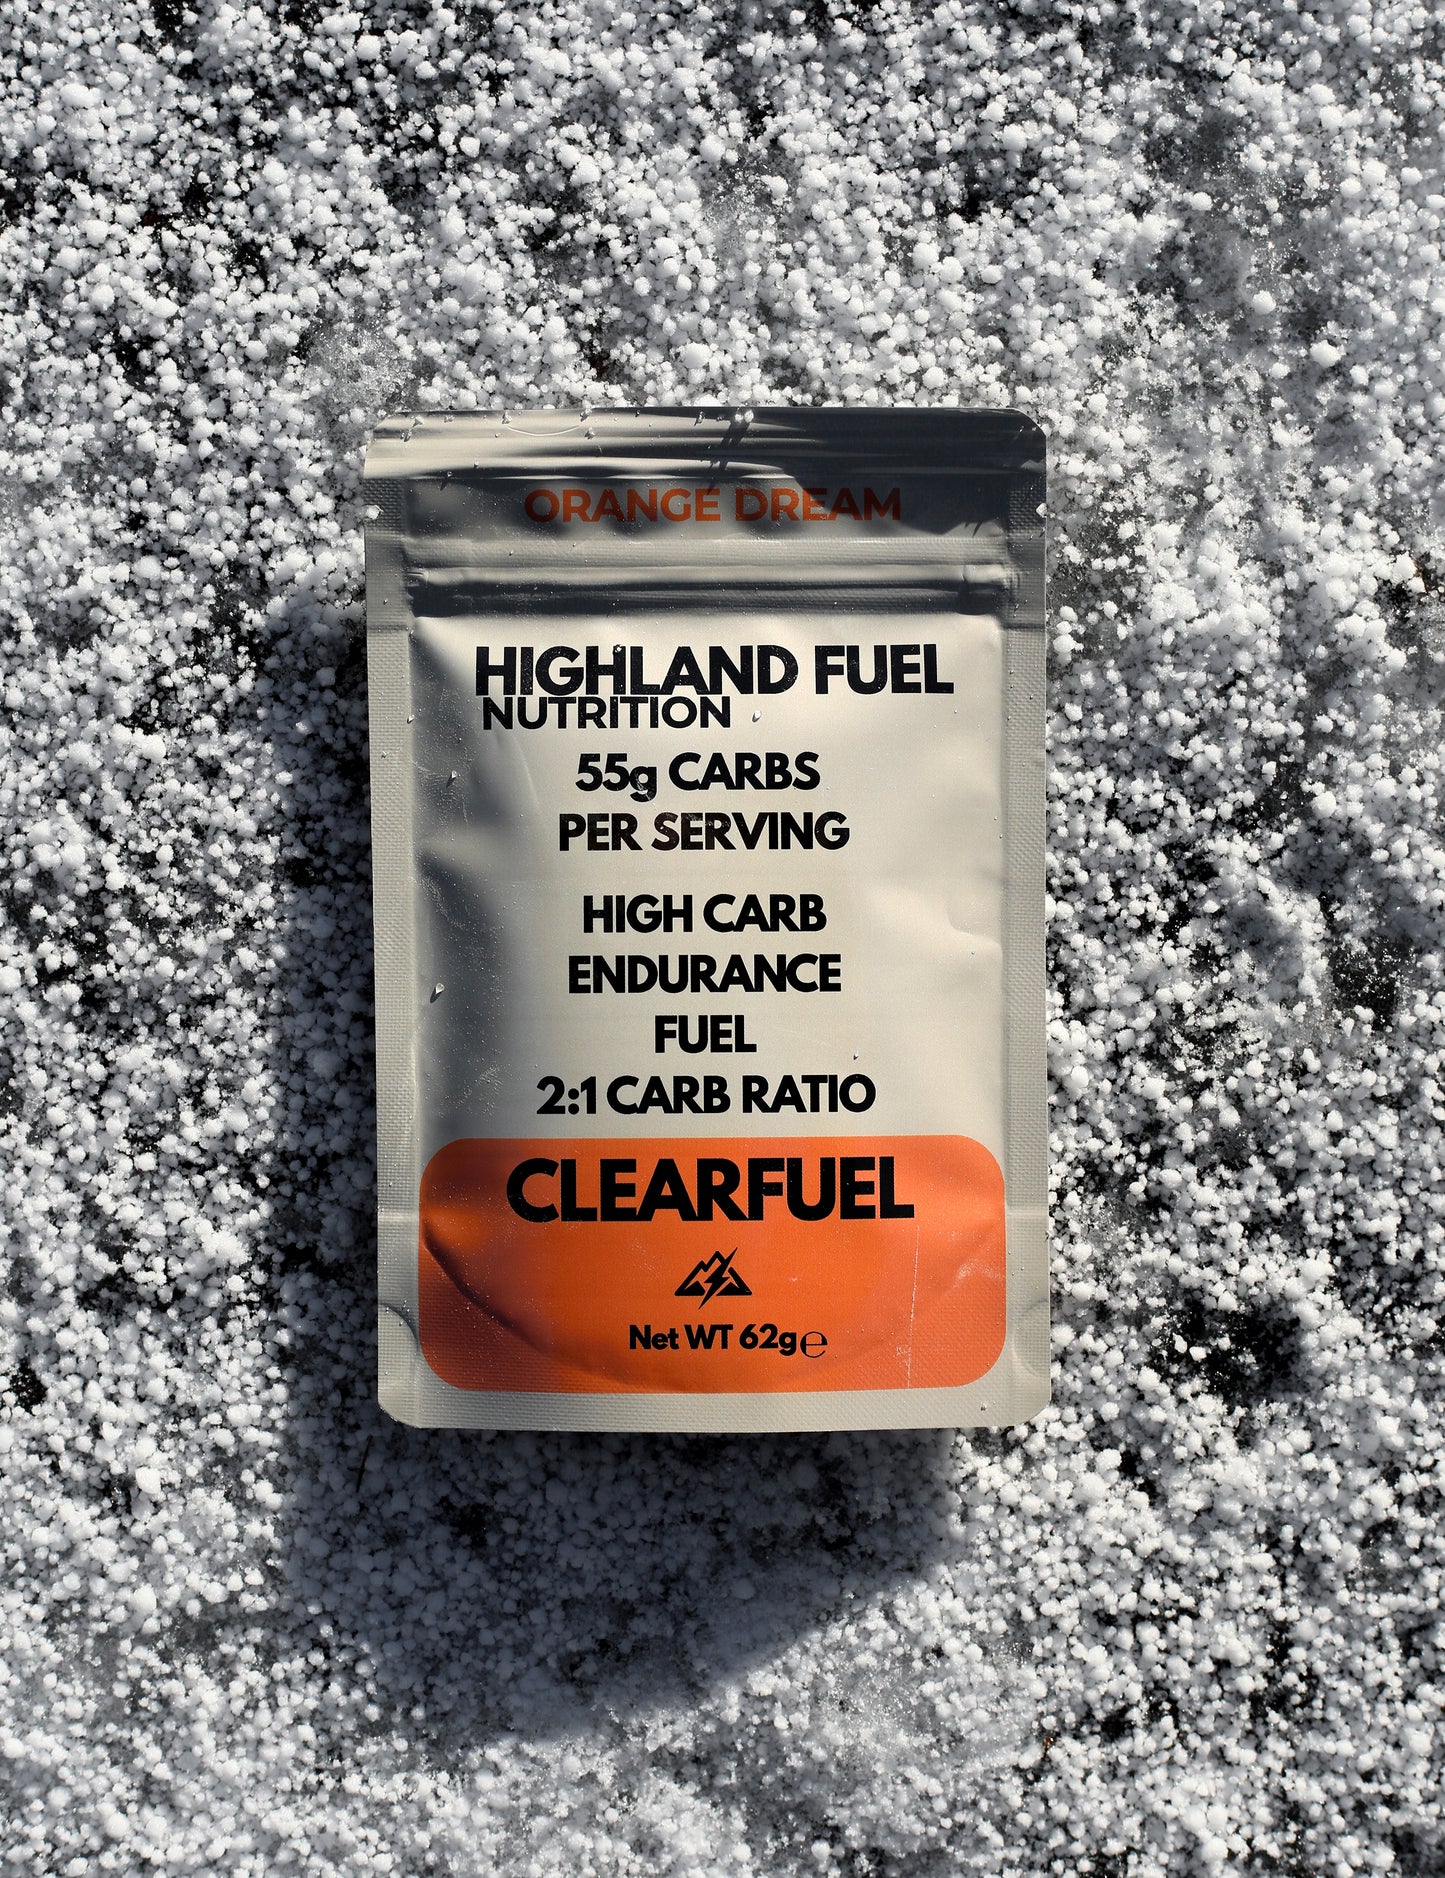 ORANGE DREAM
HIGHLAND FUEL
NUTRITION
55g CARBS
PER SERVING
HIGH CARB
ENDURANCE
FUEL
2:1 CARB RATIO
CLEARFUEL
Net WT 62g℮